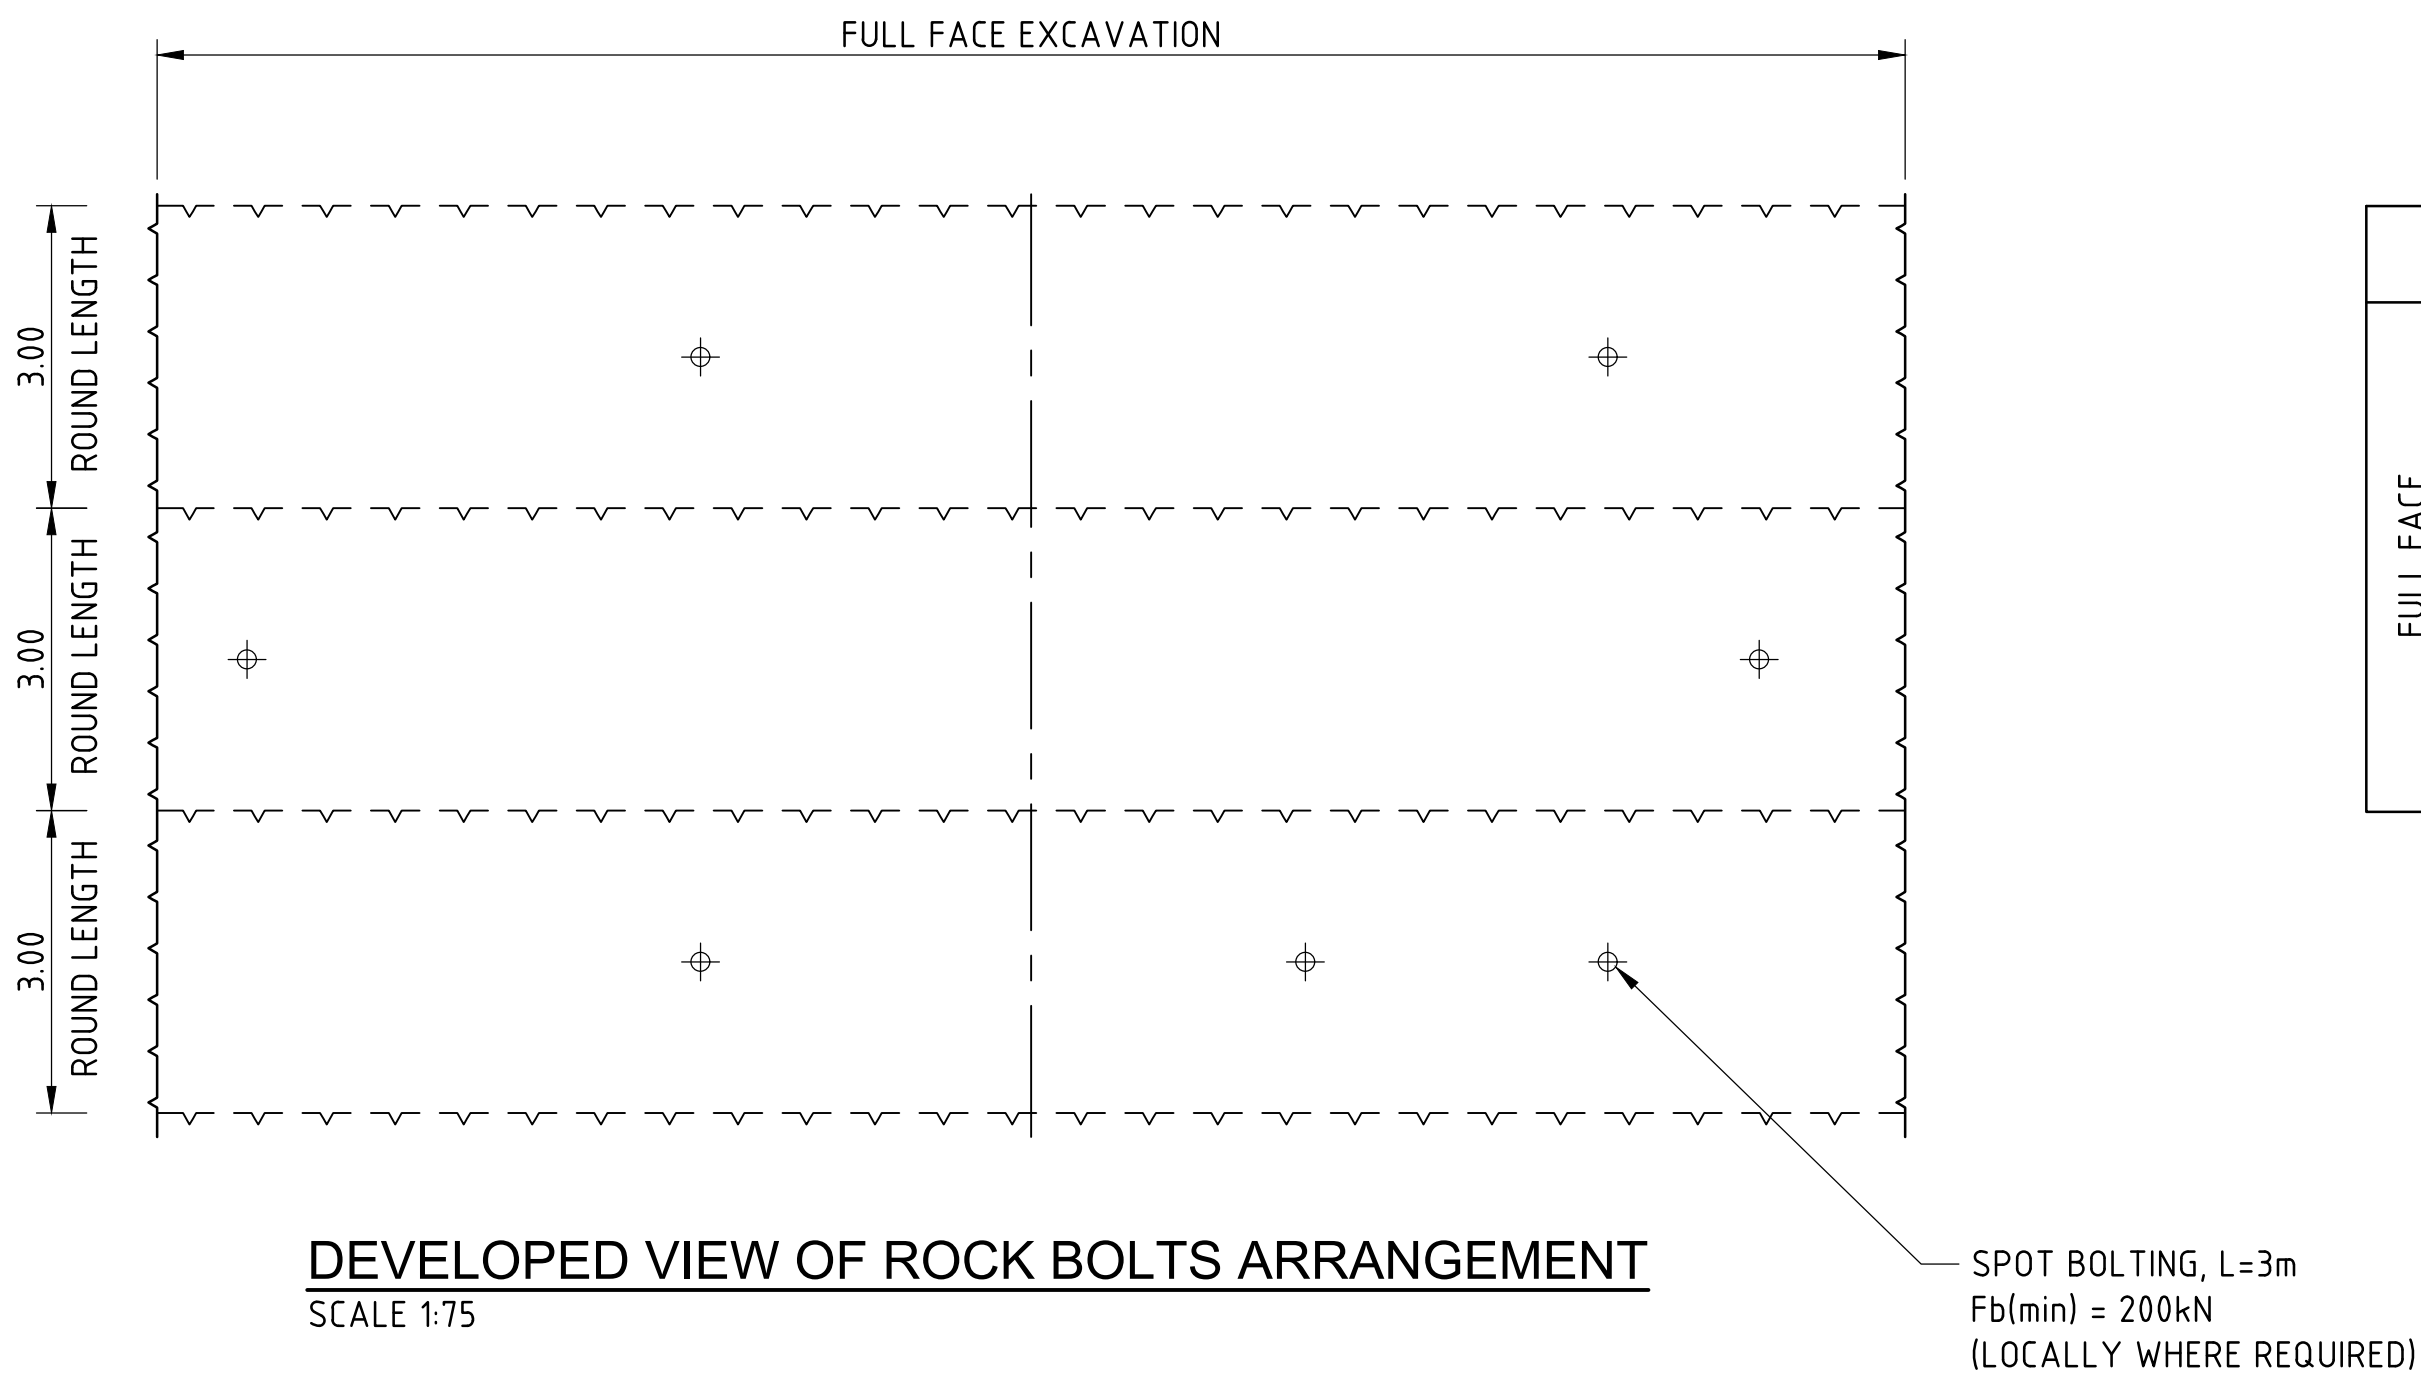 FULL FACE EXCAVATION
3.00
ROUND LENGTH
3.00
ROUND LENGTH
3.00
ROUND LENGTH
FULL FACE
DEVELOPED VIEW OF ROCK BOLTS ARRANGEMENT
SCALE 1:75
SPOT BOLTING, L=3m
Fb(min) = 200kN
(LOCALLY WHERE REQUIRED)